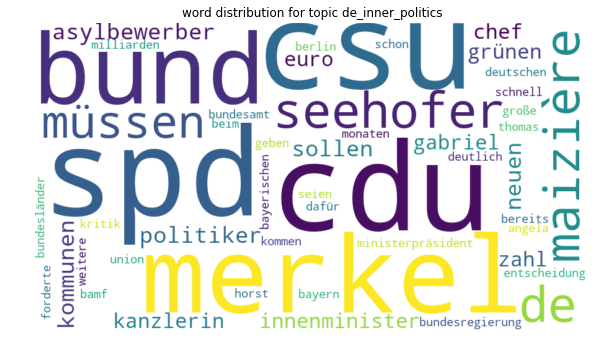 word distribution for topic de_inner_politics
asylbewerber
milliarden
bund
csu
berlin
schon
chef
euro
grünen
deutschen
schnell
maizière
müssen
bundesamt
beim
seehofer
große
monaten
thomas
geben
sollen
gabriel
deutlich
neuen
spd
cdu
bayerischen
seien
dafür
bereits
angela
bundesländer
kommunen
kritik
politiker
kommen
ministerpräsident
zahl
weitere
union
merkel
entscheidung
forderte
bamf
horst
bayern
de
kanzlerin
innenminister
bundesregierung